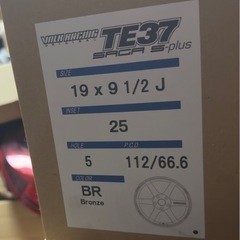 VOLK RACING
TE37
SAGA S-plus
SIZE
19 x 9 1/2 J
INSET
25
HOLE
P.C.D
5
112/66.6
COLOR
BR
Bronze